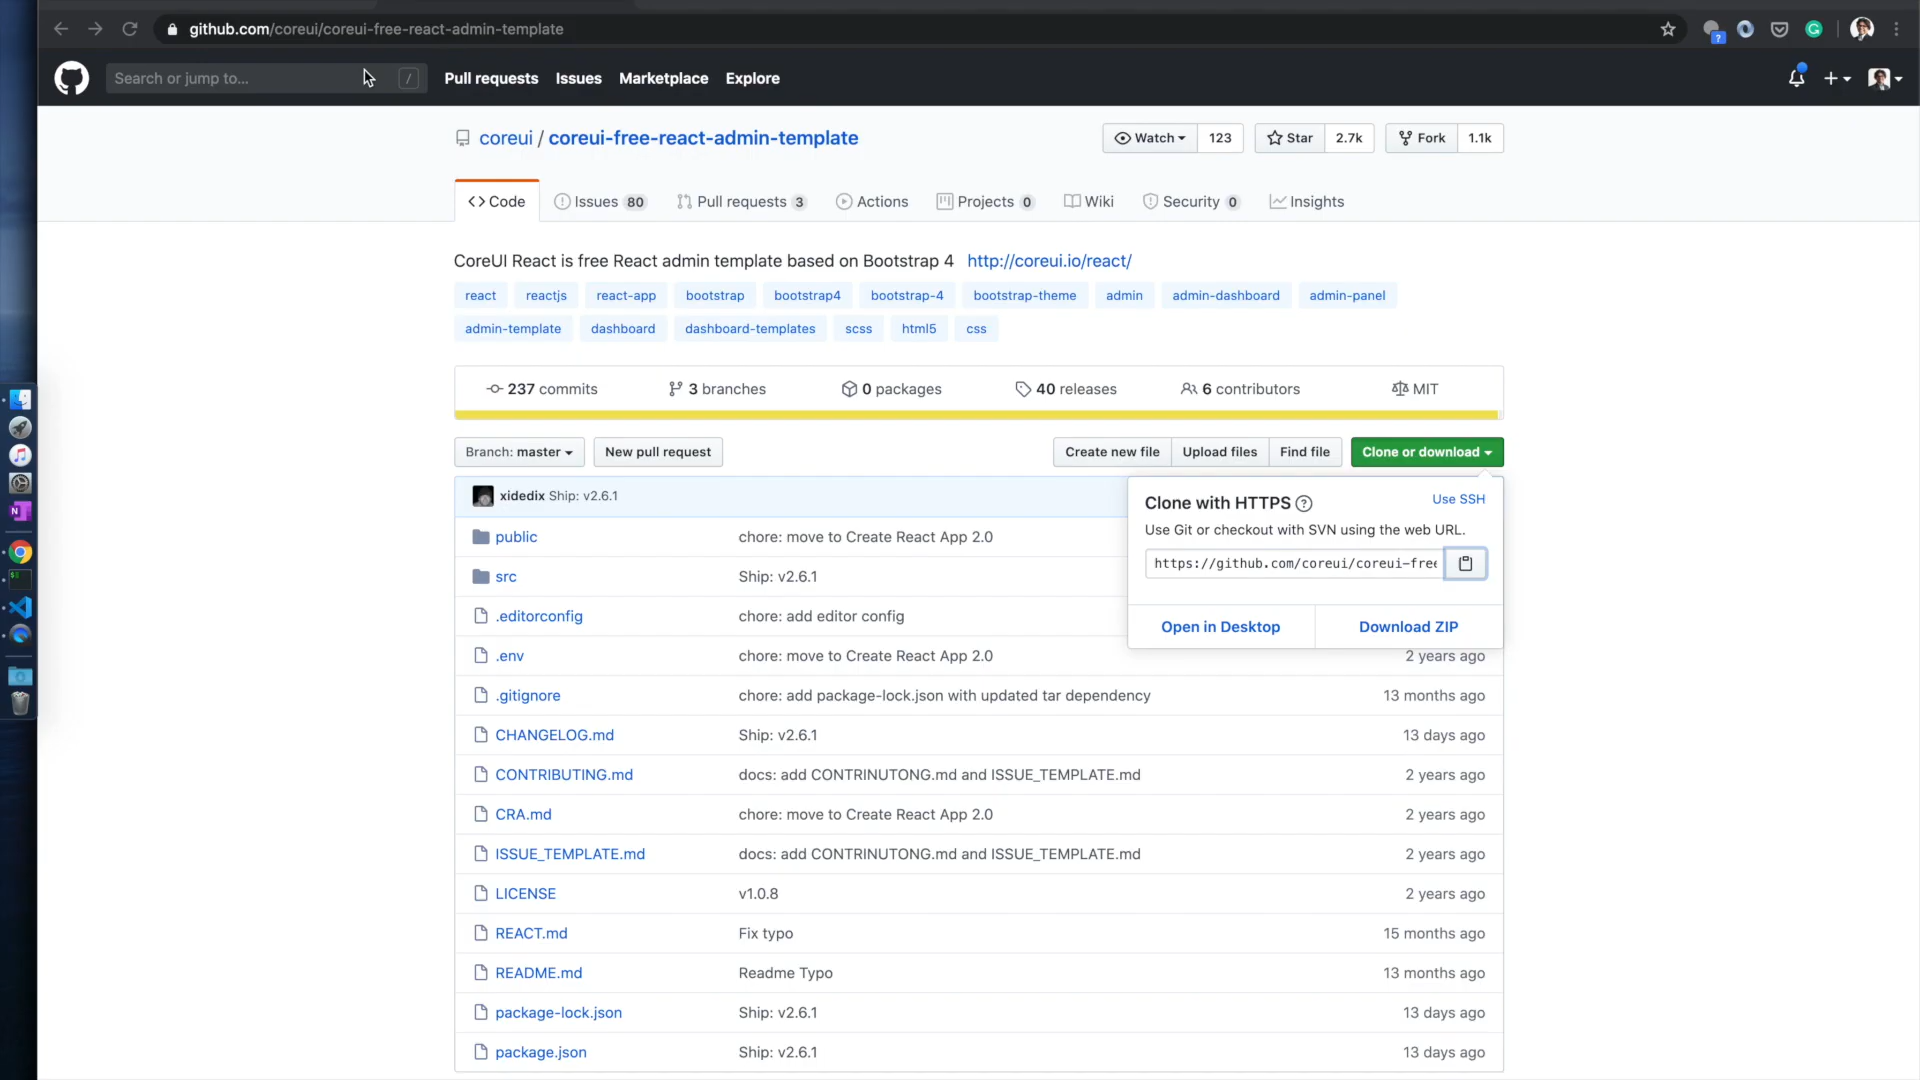 github.com/coreui/coreui-free-react-admin-template
Search or jump to... /
Pull requests Issues Marketplace Explore
coreui / coreui-free-react-admin-template
Watch 123 Star 2.7k Fork 1.1k
Code Issues 80 Pull requests 3 Actions Projects 0 Wiki Security 0 Insights
CoreUI React is free React admin template based on Bootstrap 4 http://coreui.io/react/
react reactjs react-app bootstrap bootstrap4 bootstrap-4 bootstrap-theme admin admin-dashboard admin-panel
admin-template dashboard dashboard-templates scss html5 css
237 commits 3 branches 0 packages 40 releases 6 contributors MIT
Branch: master New pull request Create new file Upload files Find file Clone or download
xidedix Ship: v2.6.1
Clone with HTTPS ? Use SSH
Use Git or checkout with SVN using the web URL.
https://github.com/coreui/coreui-free
Open in Desktop Download ZIP
public chore: move to Create React App 2.0
src Ship: v2.6.1
.editorconfig chore: add editor config
.env chore: move to Create React App 2.0 2 years ago
.gitignore chore: add package-lock.json with updated tar dependency 13 months ago
CHANGELOG.md Ship: v2.6.1 13 days ago
CONTRIBUTING.md docs: add CONTRINUTONG.md and ISSUE_TEMPLATE.md 2 years ago
CRA.md chore: move to Create React App 2.0 2 years ago
ISSUE_TEMPLATE.md docs: add CONTRINUTONG.md and ISSUE_TEMPLATE.md 2 years ago
LICENSE v1.0.8 2 years ago
REACT.md Fix typo 15 months ago
README.md Readme Typo 13 months ago
package-lock.json Ship: v2.6.1 13 days ago
package.json Ship: v2.6.1 13 days ago